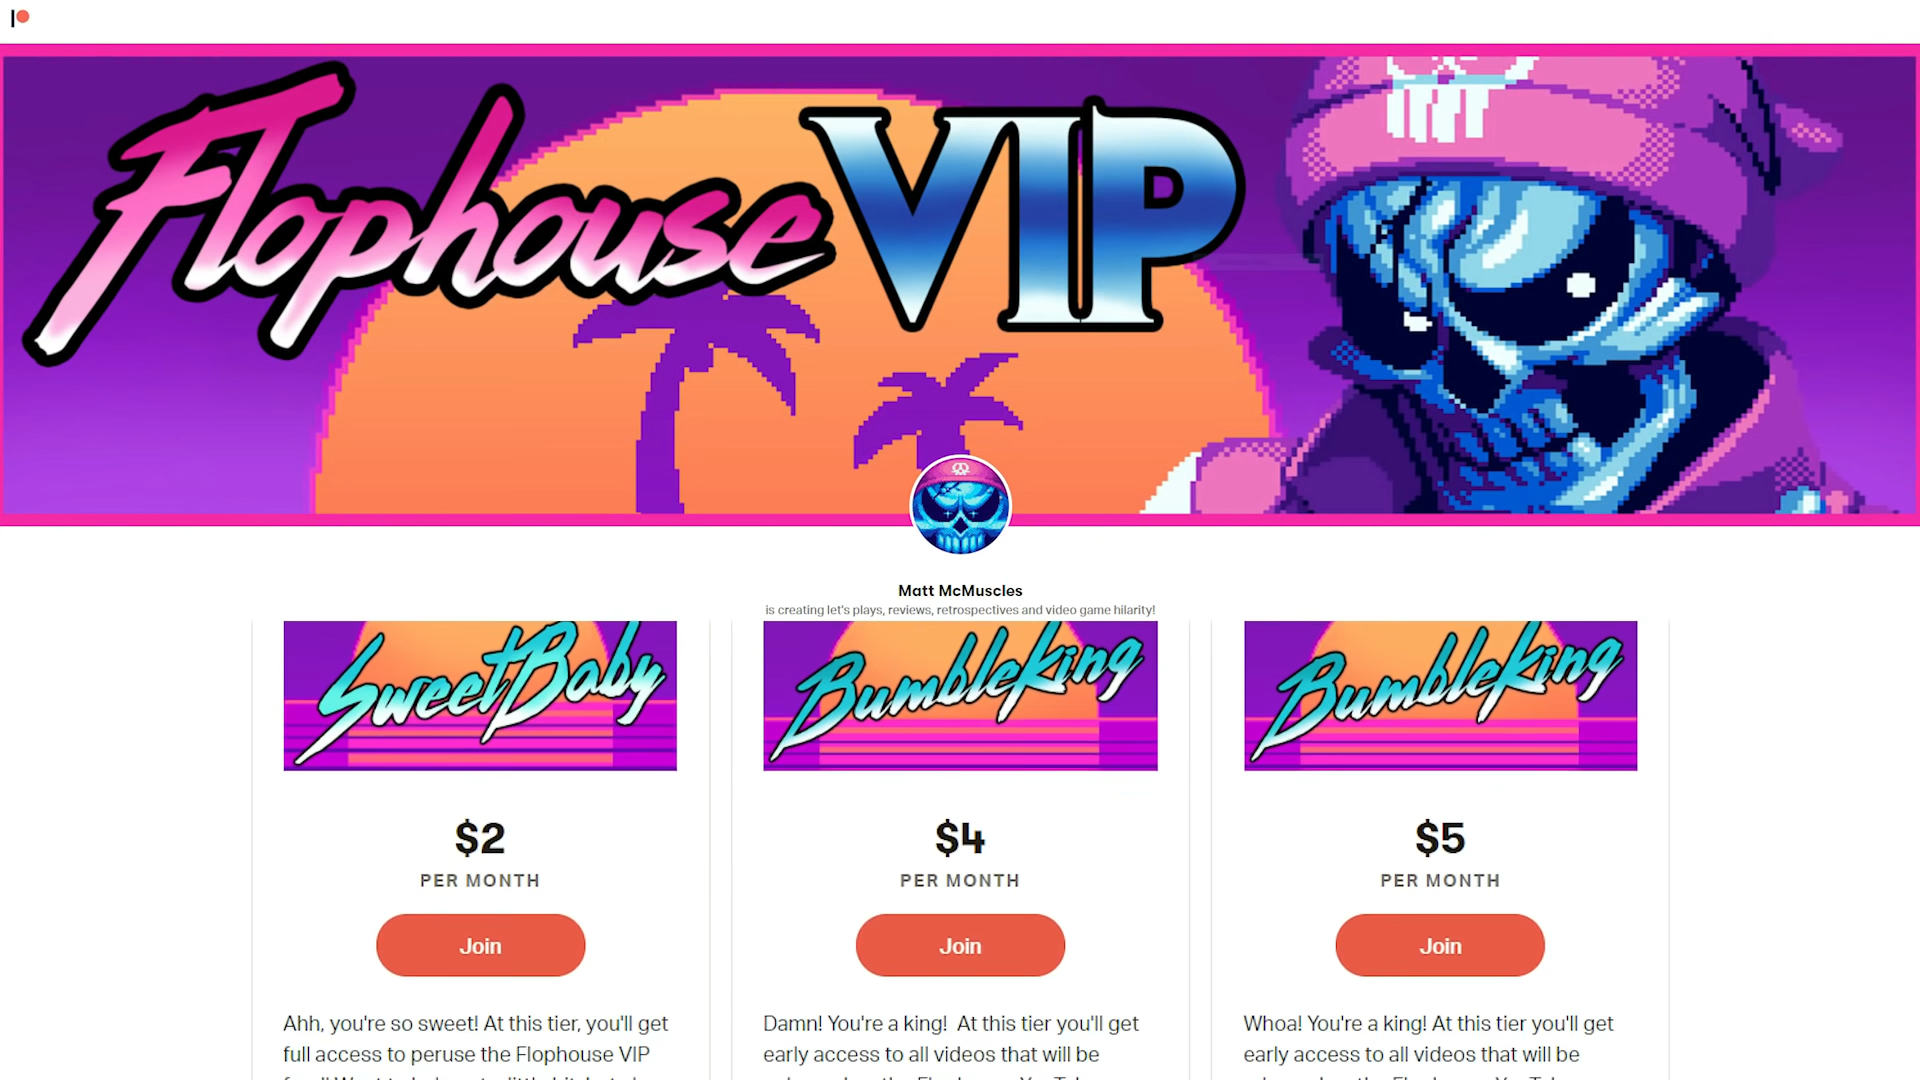 Flophouse VIP
Matt McMuscles
is creating let's plays, reviews, retrospectives and video game hilarity!
SweetBaby
BumbleKing
BumbleKing
$2
PER MONTH
Join
Ahh, you're so sweet! At this tier, you'll get
full access to peruse the Flophouse VIP
$4
PER MONTH
Join
Damn! You're a king! At this tier you'll get
early access to all videos that will be
$5
PER MONTH
Join
Whoa! You're a king! At this tier you'll get
early access to all videos that will be